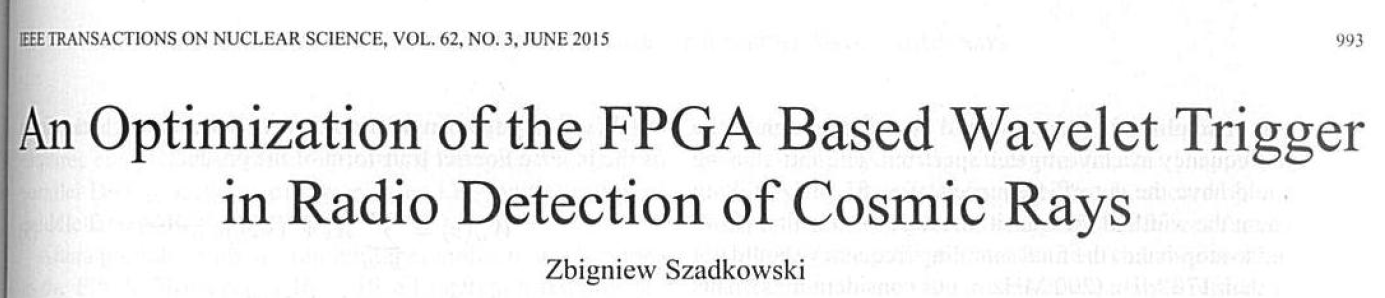 IEEE TRANSACTIONS ON NUCLEAR SCIENCE, VOL. 62, NO. 3, JUNE 2015 993
An Optimization of the FPGA Based Wavelet Trigger
in Radio Detection of Cosmic Rays
Zbigniew Szadkowski